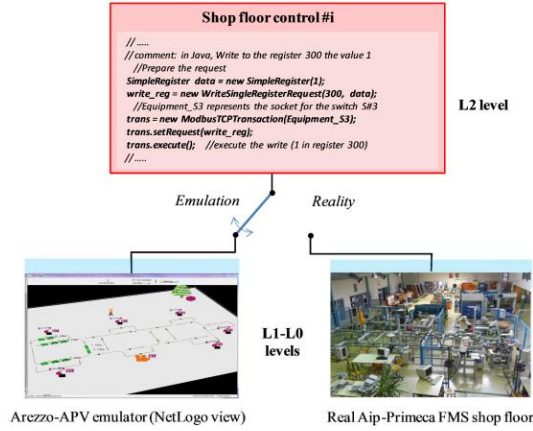 Shop floor control #i
// .....
// comment: in Java, Write to the register 300 the value 1
//Prepare the request
SimpleRegister data = new SimpleRegister(1);
write_reg = new WriteSingleRegisterRequest(300, data);
//Equipment_S3 represents the socket for the switch S#3
trans = new ModbusTCPTransaction(Equipment_S3);
trans.setRequest(write_reg);
trans.execute(); //execute the write (1 in register 300)
// .....
L2 level
Emulation
Reality
L1-L0
levels
Arezzo-APV emulator (NetLogo view)
Real Aip-Primeca FMS shop floor